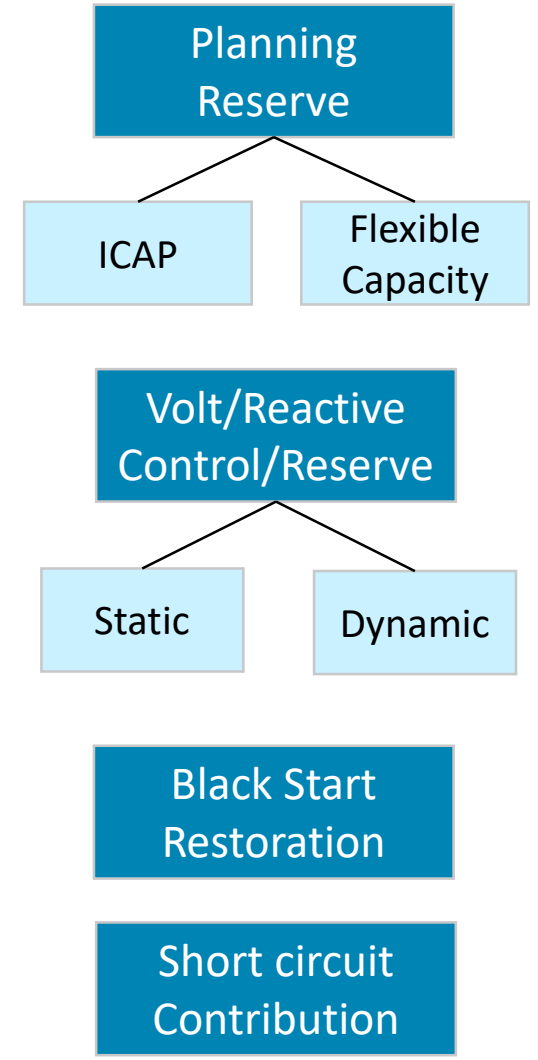 Planning
Reserve
ICAP
Flexible
Capacity
Volt/Reactive
Control/Reserve
Static
Dynamic
Black Start
Restoration
Short circuit
Contribution